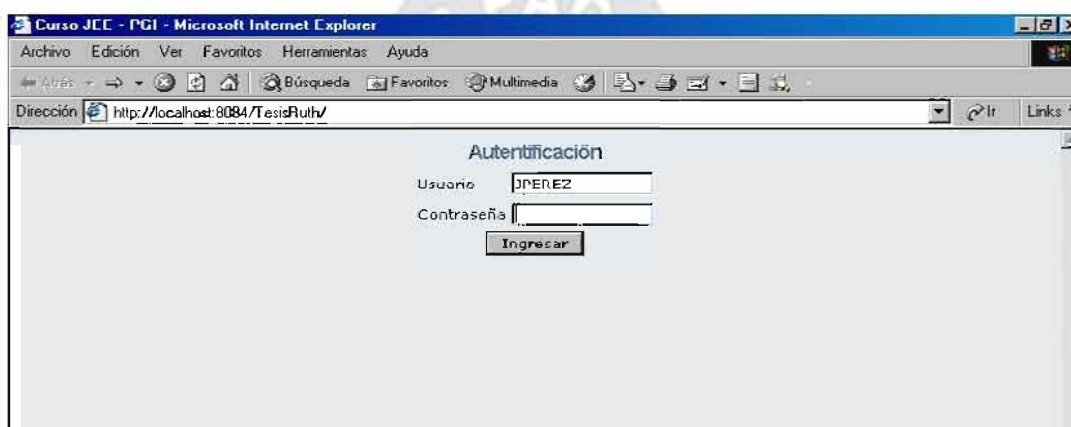 Curso JEE - PGI - Microsoft Internet Explorer
Archivo Edición Ver Favoritos Herramientas Ayuda
Atrás Búsqueda Favoritos Multimedia
Dirección http://localhost:8084/TesisRuth/ Ir Links
Autentificación
Usuario JPEREZ
Contraseña
Ingresar